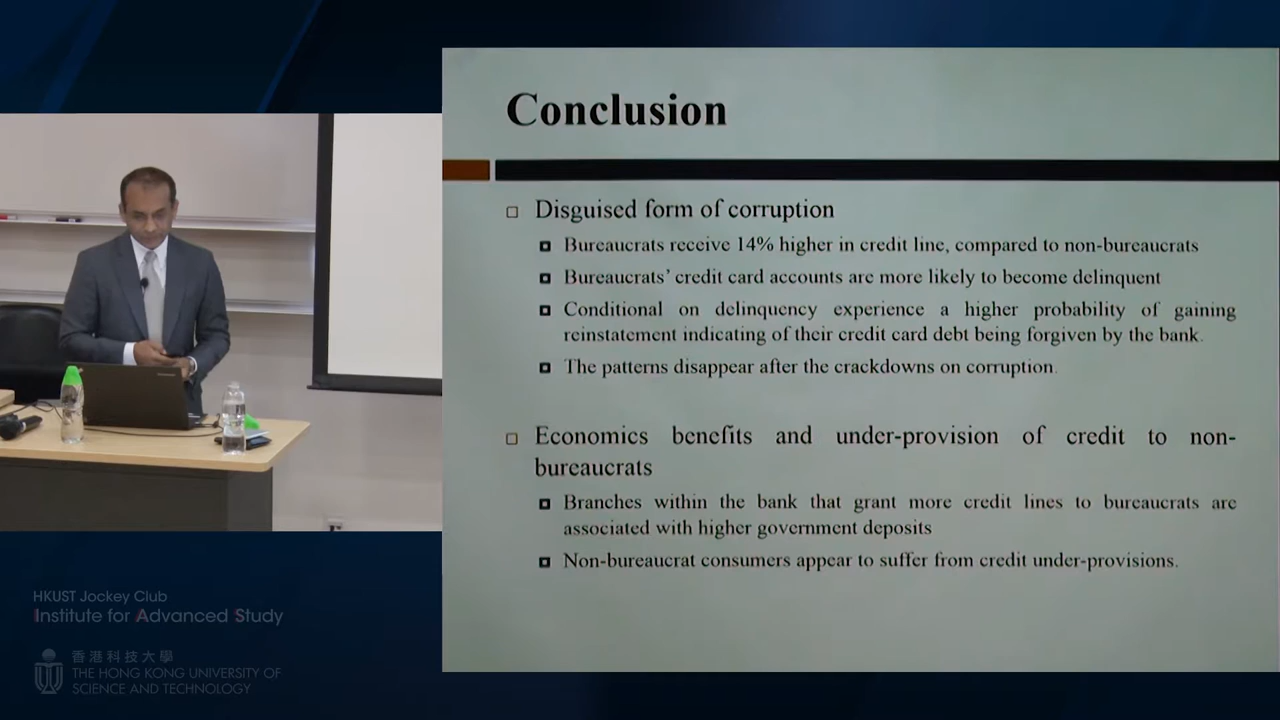 Conclusion
Disguised form of corruption
Bureaucrats receive 14% higher in credit line, compared to non-bureaucrats
Bureaucrats' credit card accounts are more likely to become delinquent
Conditional on delinquency experience a higher probability of gaining
reinstatement indicating of their credit card debt being forgiven by the bank.
The patterns disappear after the crackdowns on corruption.
Economics benefits and under-provision of credit to non-
bureaucrats
Branches within the bank that grant more credit lines to bureaucrats are
associated with higher government deposits
Non-bureaucrat consumers appear to suffer from credit under-provisions.
HKUST Jockey Club
Institute for Advanced Study
香港科技大學
THE HONG KONG UNIVERSITY OF
SCIENCE AND TECHNOLOGY